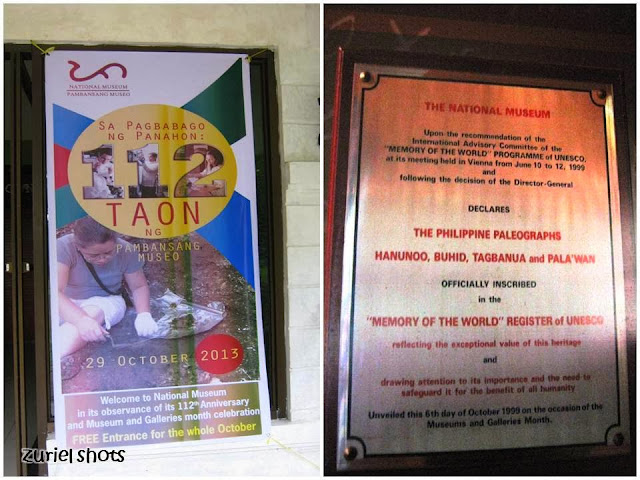 NATIONAL MUSEUM
PAMBANSANG MUSEO
SA PAGBABAGO
NG PANAHON:
112
TAON
NG
PAMBANSANG
MUSEO
29 OCTOBER 2013
Welcome to National Museum
in its observance of its 112th Anniversary
and Museum and Galleries month celebration
FREE Entrance for the whole October
zuriel shots
THE NATIONAL MUSEUM
Upon the recommendation of the
International Advisory Committee of the
"MEMORY OF THE WORLD" PROGRAMME of UNESCO,
at its meeting held in Vienna from June 10 to 12, 1999
and
following the decision of the Director-General
DECLARES
THE PHILIPPINE PALEOGRAPHS
HANUNOO, BUHID, TAGBANUA and PALA'WAN
OFFICIALLY INSCRIBED
in the
"MEMORY OF THE WORLD" REGISTER of UNESCO
reflecting the exceptional value of this heritage
and
drawing attention to its importance and the need to
safeguard it for the benefit of all humanity
Unveiled this 6th day of October 1999 on the occasion of the
Museums and Galleries Month.